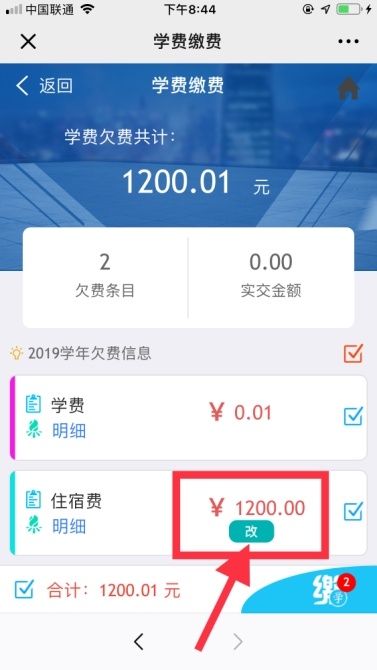 中国联通 下午8:44
学费缴费
返回 学费缴费
学费欠费共计：
1200.01 元
2 0.00
欠费条目 实交金额
2019学年欠费信息
学费 ￥ 0.01
明细
住宿费 ￥ 1200.00
明细 改
合计：1200.01 元 缴学 2